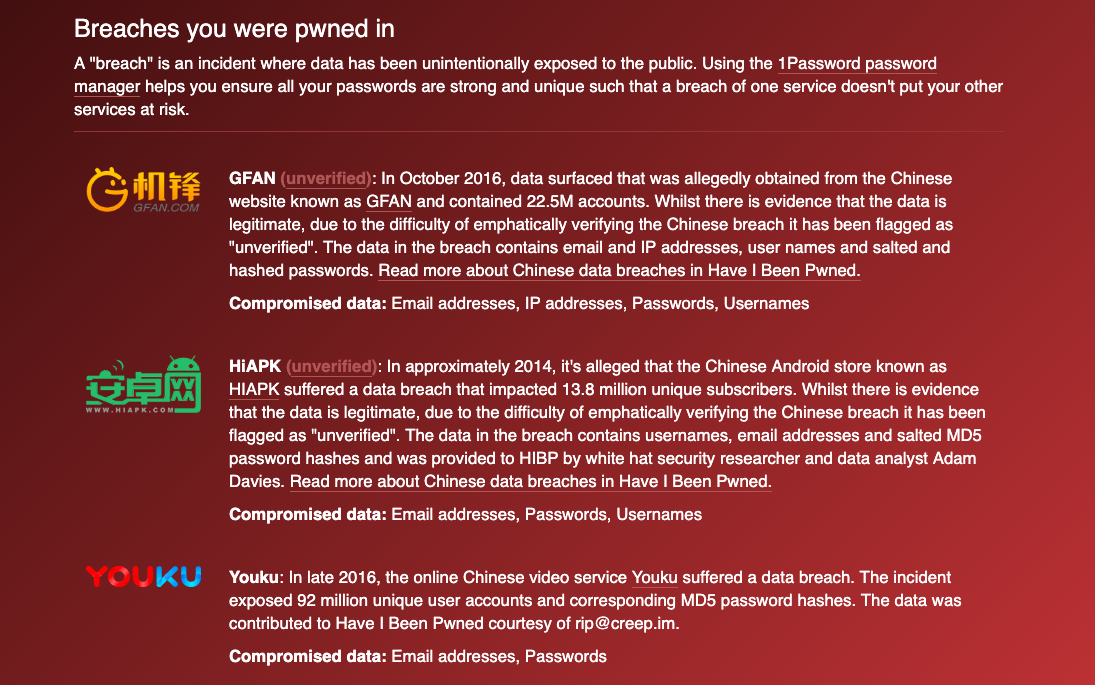 Breaches you were pwned in
A "breach" is an incident where data has been unintentionally exposed to the public. Using the 1Password password
manager helps you ensure all your passwords are strong and unique such that a breach of one service doesn't put your other
services at risk.
机锋
GFAN.COM
GFAN (unverified): In October 2016, data surfaced that was allegedly obtained from the Chinese
website known as GFAN and contained 22.5M accounts. Whilst there is evidence that the data is
legitimate, due to the difficulty of emphatically verifying the Chinese breach it has been flagged as
"unverified". The data in the breach contains email and IP addresses, user names and salted and
hashed passwords. Read more about Chinese data breaches in Have I Been Pwned.
Compromised data: Email addresses, IP addresses, Passwords, Usernames
安卓网
WWW.HIAPK.COM
HiAPK (unverified): In approximately 2014, it's alleged that the Chinese Android store known as
HIAPK suffered a data breach that impacted 13.8 million unique subscribers. Whilst there is evidence
that the data is legitimate, due to the difficulty of emphatically verifying the Chinese breach it has been
flagged as "unverified". The data in the breach contains usernames, email addresses and salted MD5
password hashes and was provided to HIBP by white hat security researcher and data analyst Adam
Davies. Read more about Chinese data breaches in Have I Been Pwned.
Compromised data: Email addresses, Passwords, Usernames
YOUKU
Youku: In late 2016, the online Chinese video service Youku suffered a data breach. The incident
exposed 92 million unique user accounts and corresponding MD5 password hashes. The data was
contributed to Have I Been Pwned courtesy of rip@creep.im.
Compromised data: Email addresses, Passwords